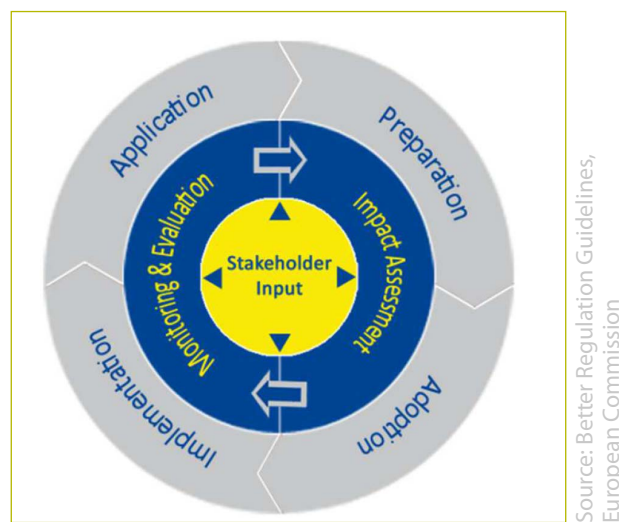 Application
Preparation
Monitoring & Evaluation
Impact Assessment
Stakeholder
Input
Implementation
Adoption
Source: Better Regulation Guidelines,
European Commission